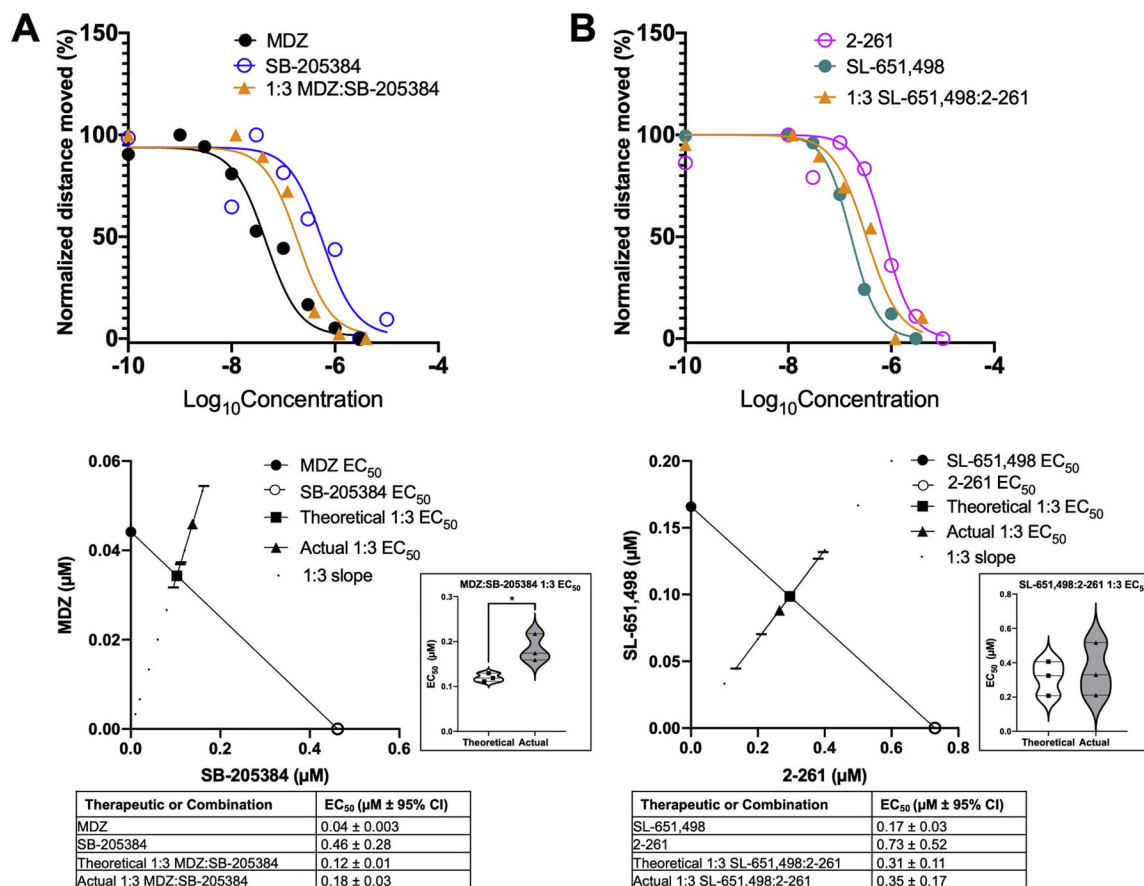 A
150
100
50
0
Normalized distance moved (%)
MDZ
SB-205384
1:3 MDZ:SB-205384
-10
-8
-6
-4
Log10Concentration
B
150
100
50
0
Normalized distance moved (%)
2-261
SL-651,498
1:3 SL-651,498:2-261
-10
-8
-6
-4
Log10Concentration
0.06
0.04
0.02
0.00
MDZ (µM)
MDZ EC50
SB-205384 EC50
Theoretical 1:3 EC50
Actual 1:3 EC50
1:3 slope
0.0
0.2
0.4
0.6
SB-205384 (µM)
MDZ:SB-205384 1:3 EC50
*
0.3
0.2
0.1
0.0
EC50 (µM)
Theoretical Actual
0.20
0.15
0.10
0.05
0.00
SL-651,498 (µM)
SL-651,498 EC50
2-261 EC50
Theoretical 1:3 EC50
Actual 1:3 EC50
1:3 slope
0.0
0.2
0.4
0.6
0.8
2-261 (µM)
SL-651,498:2-261 1:3 EC5
0.8
0.6
0.4
0.2
0.0
EC50 (µM)
Theoretical Actual
Therapeutic or Combination EC50 (µM ± 95% CI)
MDZ 0.04 ± 0.003
SB-205384 0.46 ± 0.28
Theoretical 1:3 MDZ:SB-205384 0.12 ± 0.01
Actual 1:3 MDZ:SB-205384 0.18 ± 0.03
Therapeutic or Combination EC50 (µM ± 95% CI)
SL-651,498 0.17 ± 0.03
2-261 0.73 ± 0.52
Theoretical 1:3 SL-651,498:2-261 0.31 ± 0.11
Actual 1:3 SL-651,498:2-261 0.35 ± 0.17